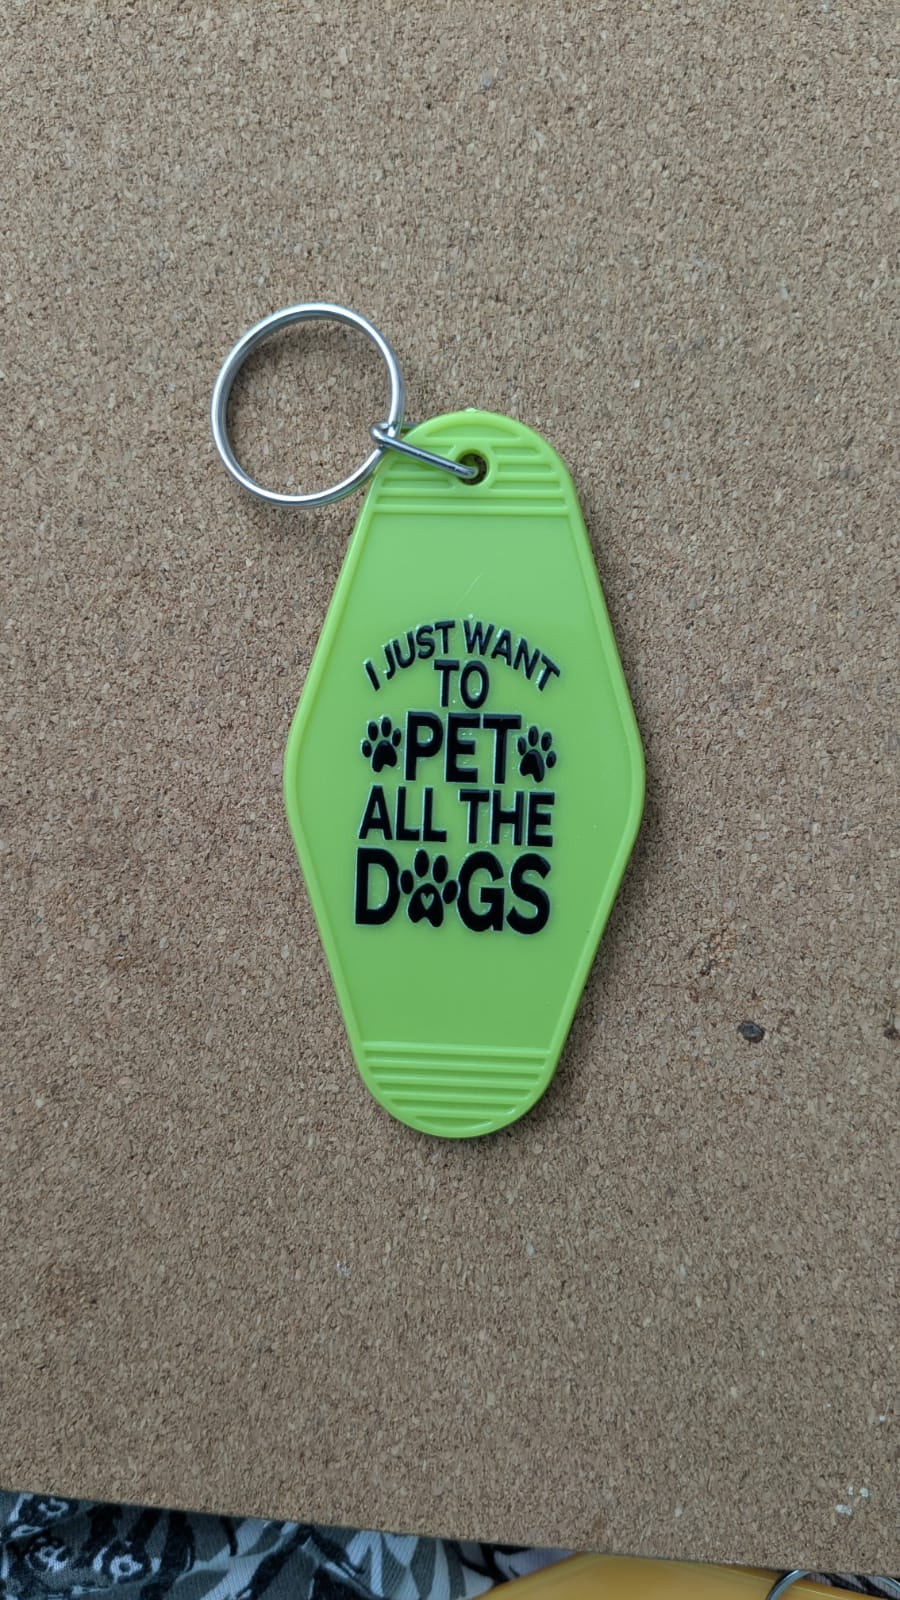 I JUST WANT
TO
PET
ALL THE
DOGS